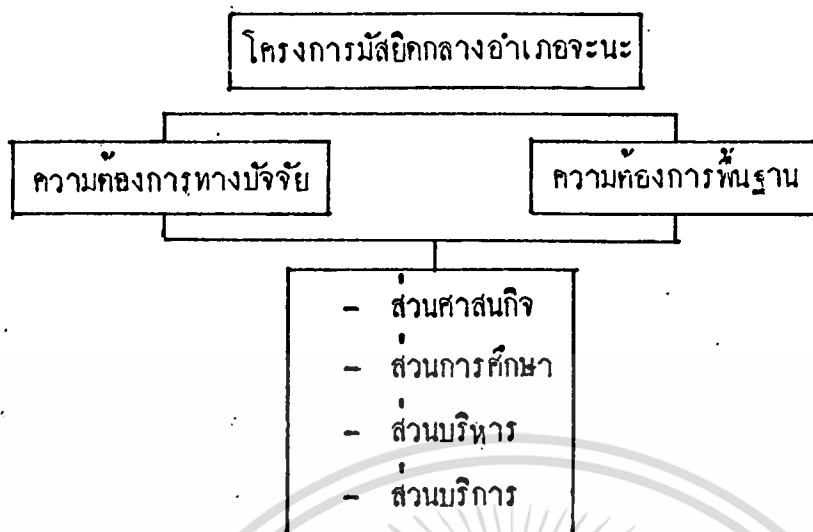 โครงการมัสยิดกลางอำเภอจะนะ
ความต้องการทางปัจจัย
ความต้องการพื้นฐาน
- ส่วนศาสนกิจ
- ส่วนการศึกษา
- ส่วนบริหาร
- ส่วนบริการ